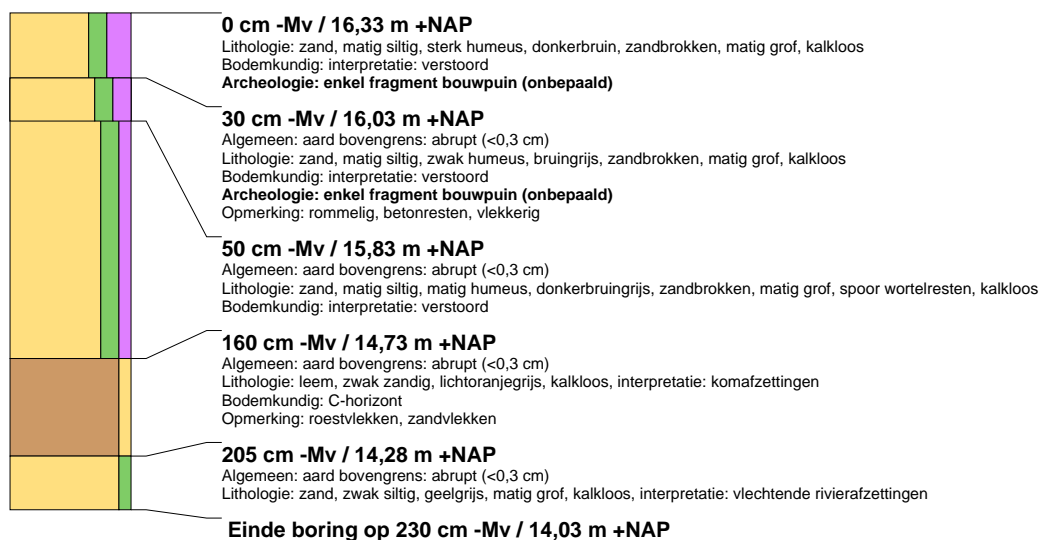 0 cm -Mv / 16,33 m +NAP
Lithologie: zand, matig siltig, sterk humeus, donkerbruin, zandbrokken, matig grof, kalkloos
Bodemkundig: interpretatie: verstoord
Archeologie: enkel fragment bouwpuin (onbepaald)
30 cm -Mv / 16,03 m +NAP
Algemeen: aard bovengrens: abrupt (<0,3 cm)
Lithologie: zand, matig siltig, zwak humeus, bruingrijs, zandbrokken, matig grof, kalkloos
Bodemkundig: interpretatie: verstoord
Archeologie: enkel fragment bouwpuin (onbepaald)
Opmerking: rommelig, betonresten, vlekkerig
50 cm -Mv / 15,83 m +NAP
Algemeen: aard bovengrens: abrupt (<0,3 cm)
Lithologie: zand, matig siltig, matig humeus, donkerbruingrijs, zandbrokken, matig grof, spoor wortelresten, kalkloos
Bodemkundig: interpretatie: verstoord
160 cm -Mv / 14,73 m +NAP
Algemeen: aard bovengrens: abrupt (<0,3 cm)
Lithologie: leem, zwak zandig, lichtoranjegrijs, kalkloos, interpretatie: komafzettingen
Bodemkundig: C-horizont
Opmerking: roestvlekken, zandvlekken
205 cm -Mv / 14,28 m +NAP
Algemeen: aard bovengrens: abrupt (<0,3 cm)
Lithologie: zand, zwak siltig, geelgrijs, matig grof, kalkloos, interpretatie: vlechtende rivierafzettingen
Einde boring op 230 cm -Mv / 14,03 m +NAP